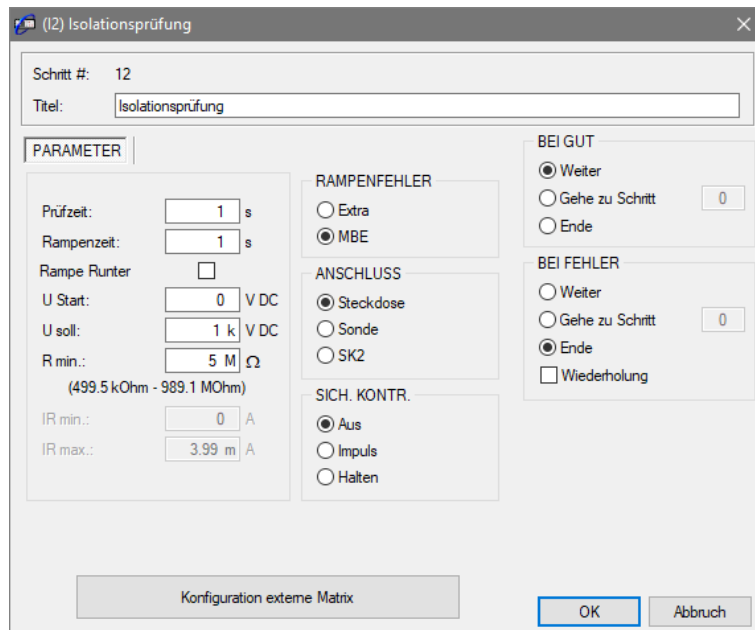 (I2) Isolationsprüfung
Schritt #: 12
Titel: Isolationsprüfung
PARAMETER
Prüfzeit: 1 s
Rampenzeit: 1 s
Rampe Runter
U Start: 0 V DC
U soll: 1 k V DC
R min.: 5 M Ω
(499.5 kOhm - 989.1 MOhm)
IR min.: 0 A
IR max.: 3.99 m A
RAMPENFEHLER
Extra
MBE
ANSCHLUSS
Steckdose
Sonde
SK2
SICH. KONTR.
Aus
Impuls
Halten
BEI GUT
Weiter
Gehe zu Schritt 0
Ende
BEI FEHLER
Weiter
Gehe zu Schritt 0
Ende
Wiederholung
Konfiguration externe Matrix
OK
Abbruch